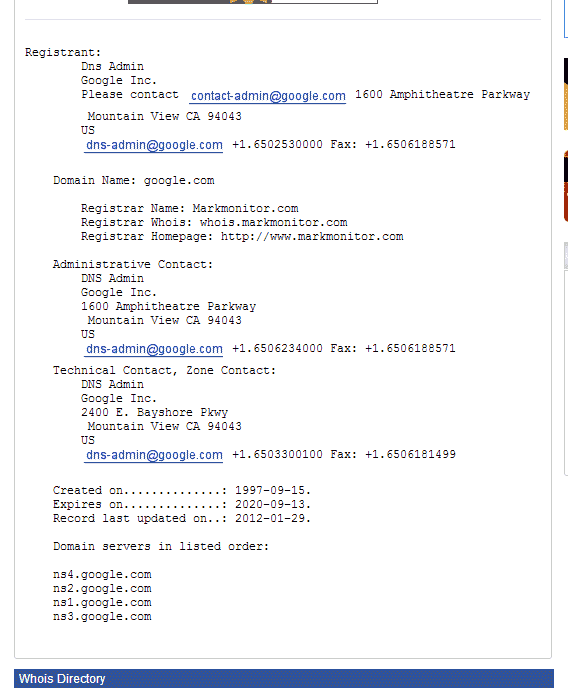 Registrant:
Dns Admin
Google Inc.
Please contact contact-admin@google.com 1600 Amphitheatre Parkway
Mountain View CA 94043
US
dns-admin@google.com +1.6502530000 Fax: +1.6506188571
Domain Name: google.com
Registrar Name: Markmonitor.com
Registrar Whois: whois.markmonitor.com
Registrar Homepage: http://www.markmonitor.com
Administrative Contact:
DNS Admin
Google Inc.
1600 Amphitheatre Parkway
Mountain View CA 94043
US
dns-admin@google.com +1.6506234000 Fax: +1.6506188571
Technical Contact, Zone Contact:
DNS Admin
Google Inc.
2400 E. Bayshore Pkwy
Mountain View CA 94043
US
dns-admin@google.com +1.6503300100 Fax: +1.6506181499
Created on..............: 1997-09-15.
Expires on..............: 2020-09-13.
Record last updated on..: 2012-01-29.
Domain servers in listed order:
ns4.google.com
ns2.google.com
ns1.google.com
ns3.google.com
Whois Directory